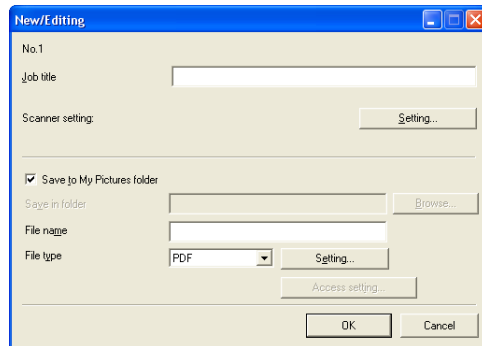 New/Editing
No.1
Job title
Scanner setting:
Setting...
Save to My Pictures folder
Save in folder
Browse...
File name
File type
PDF
Setting...
Access setting...
OK
Cancel